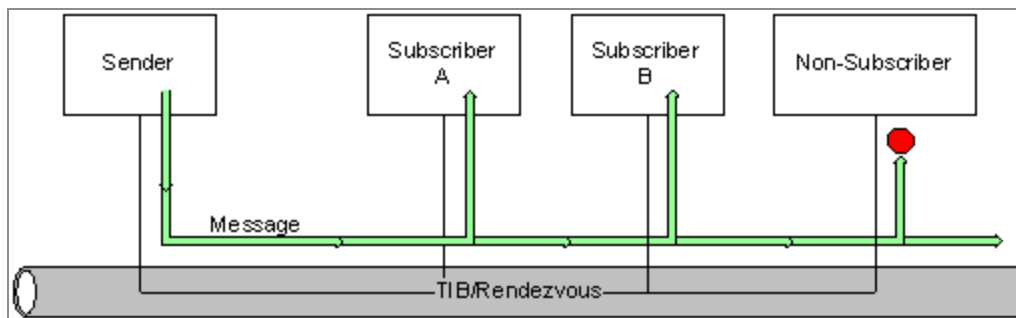 Sender
Subscriber
A
Subscriber
B
Non-Subscriber
Message
TIB/Rendezvous